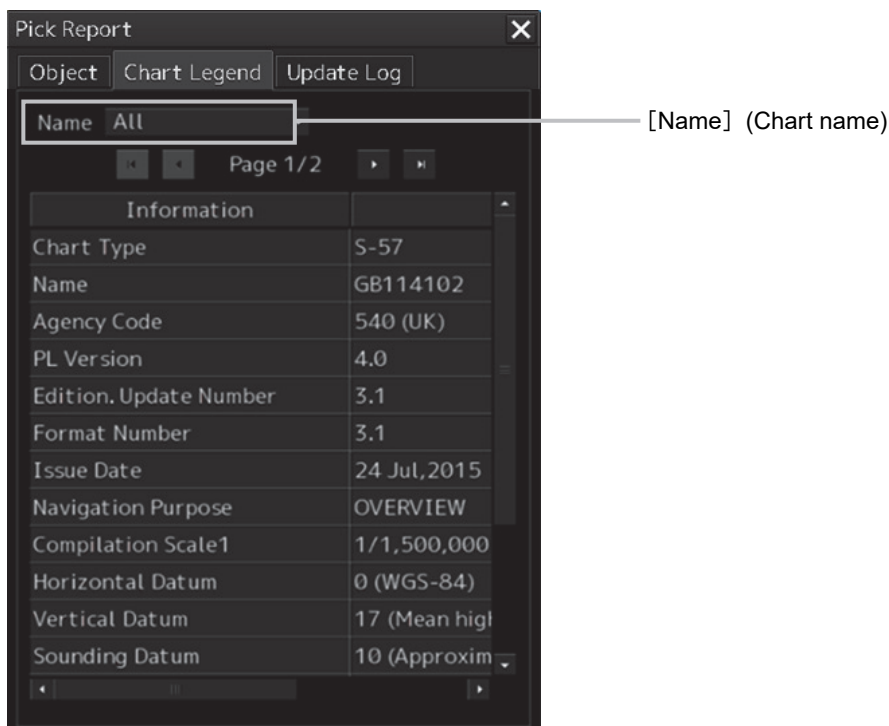 Pick Report
Object Chart Legend Update Log
Name All
[Name] (Chart name)
Page 1/2
Information
Chart Type S-57
Name GB114102
Agency Code 540 (UK)
PL Version 4.0
Edition. Update Number 3.1
Format Number 3.1
Issue Date 24 Jul,2015
Navigation Purpose OVERVIEW
Compilation Scale1 1/1,500,000
Horizontal Datum 0 (WGS-84)
Vertical Datum 17 (Mean high
Sounding Datum 10 (Approxim